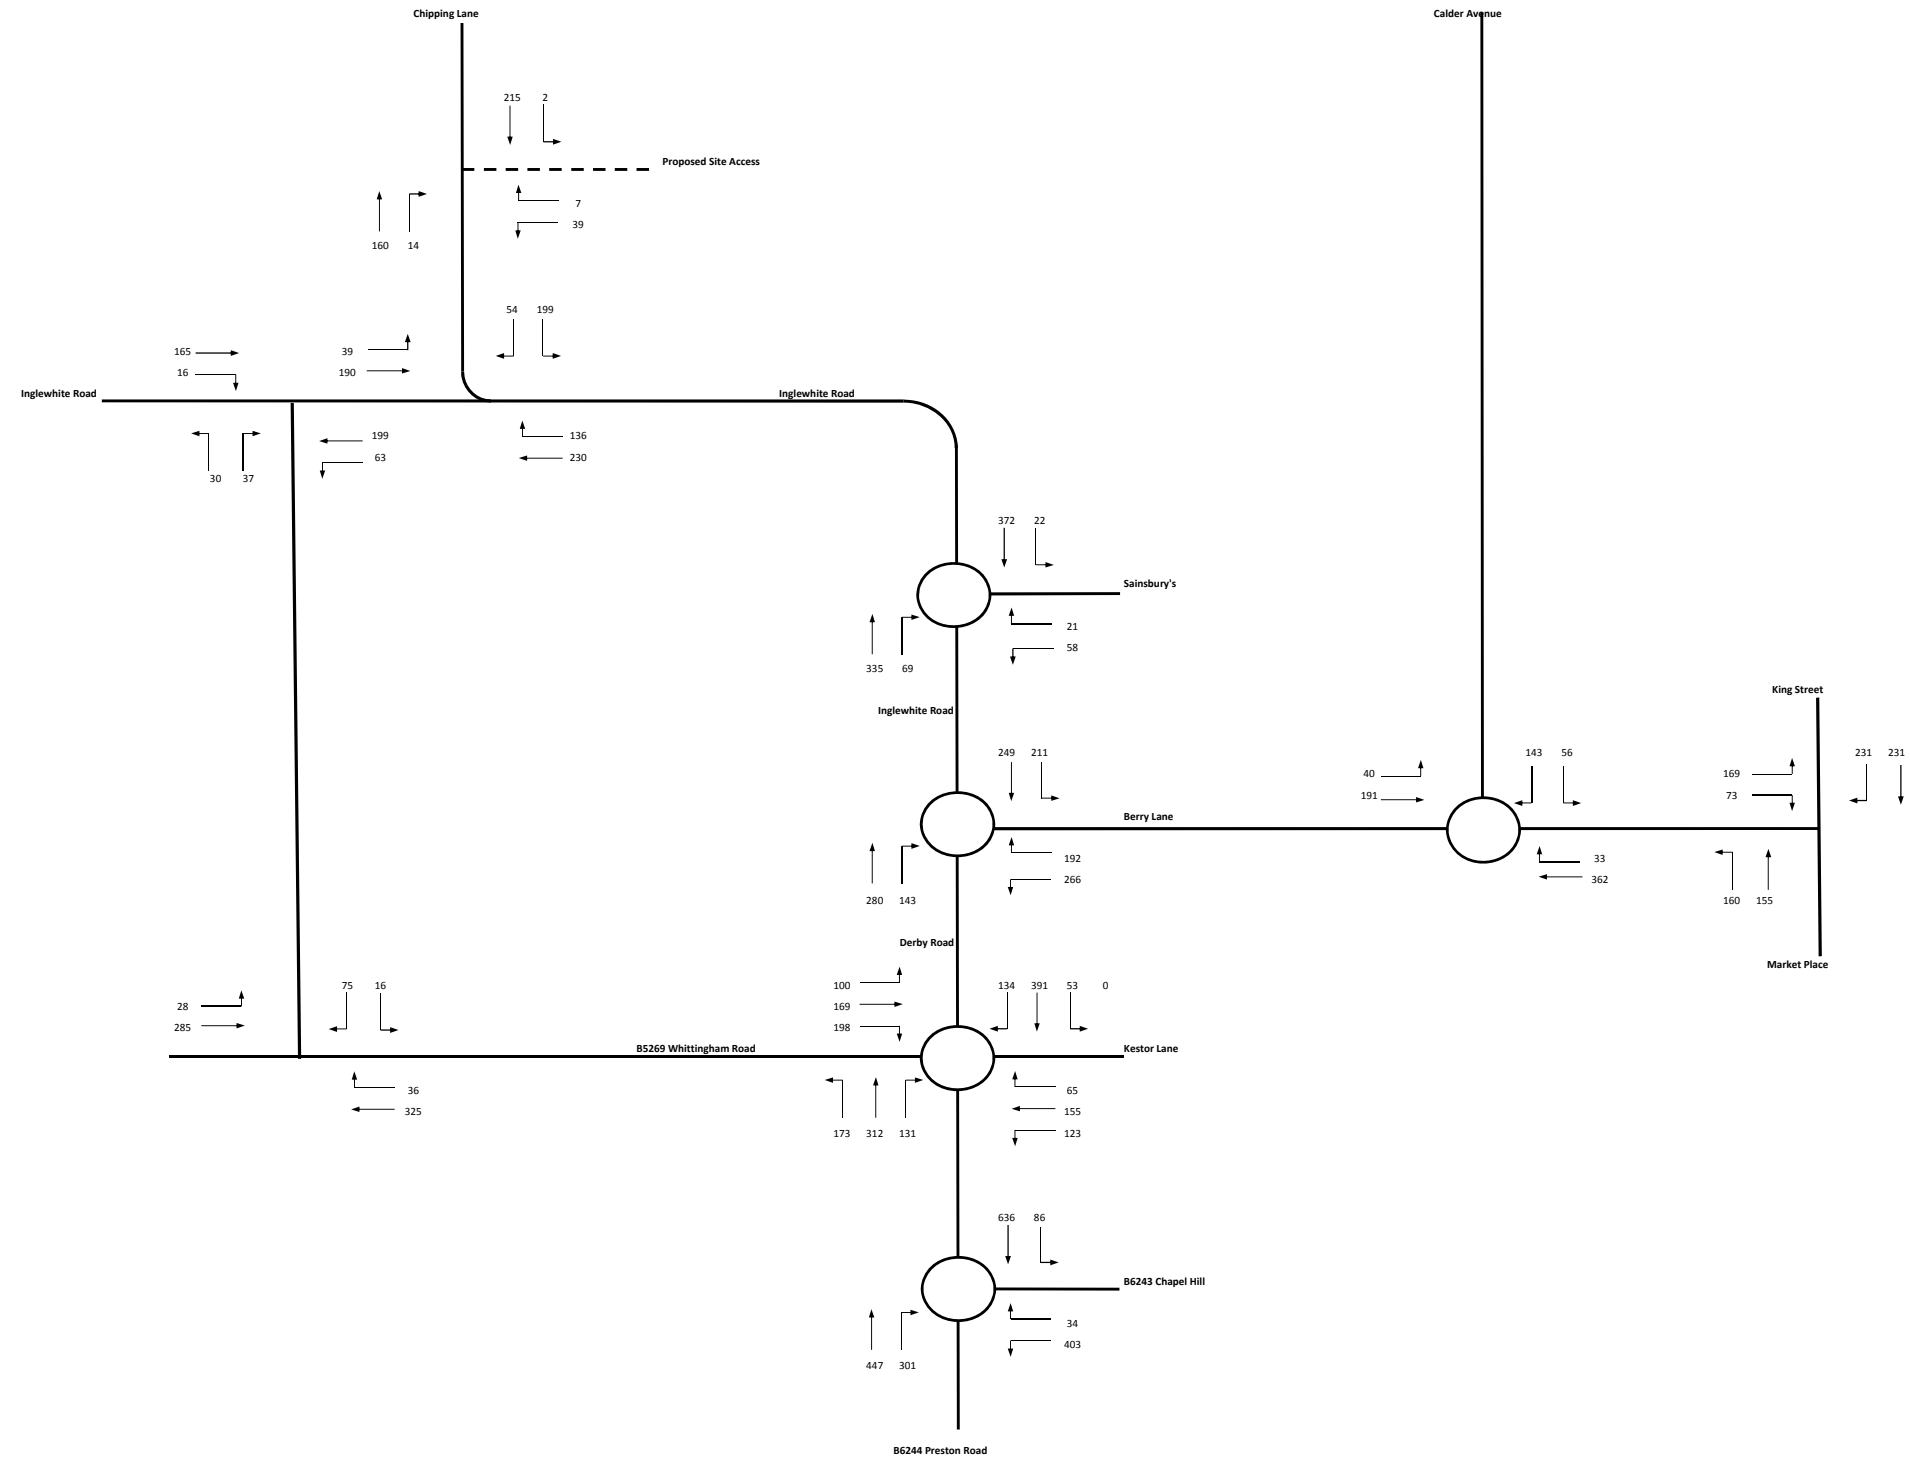 Chipping Lane
Calder Avenue
215 2
Proposed Site Access
7
39
160 14
54 199
165
16
39
190
Inglewhite Road
Inglewhite Road
199
63
136
230
30 37
372 22
Sainsbury's
21
58
335 69
King Street
Inglewhite Road
249 211
143 56
231 231
40
191
169
73
Berry Lane
192
266
33
362
280 143
160 155
Derby Road
Market Place
100
169
198
134 391 53 0
28
285
75 16
B5269 Whittingham Road
Kestor Lane
36
325
65
155
123
173 312 131
636 86
B6243 Chapel Hill
34
403
447 301
B6244 Preston Road